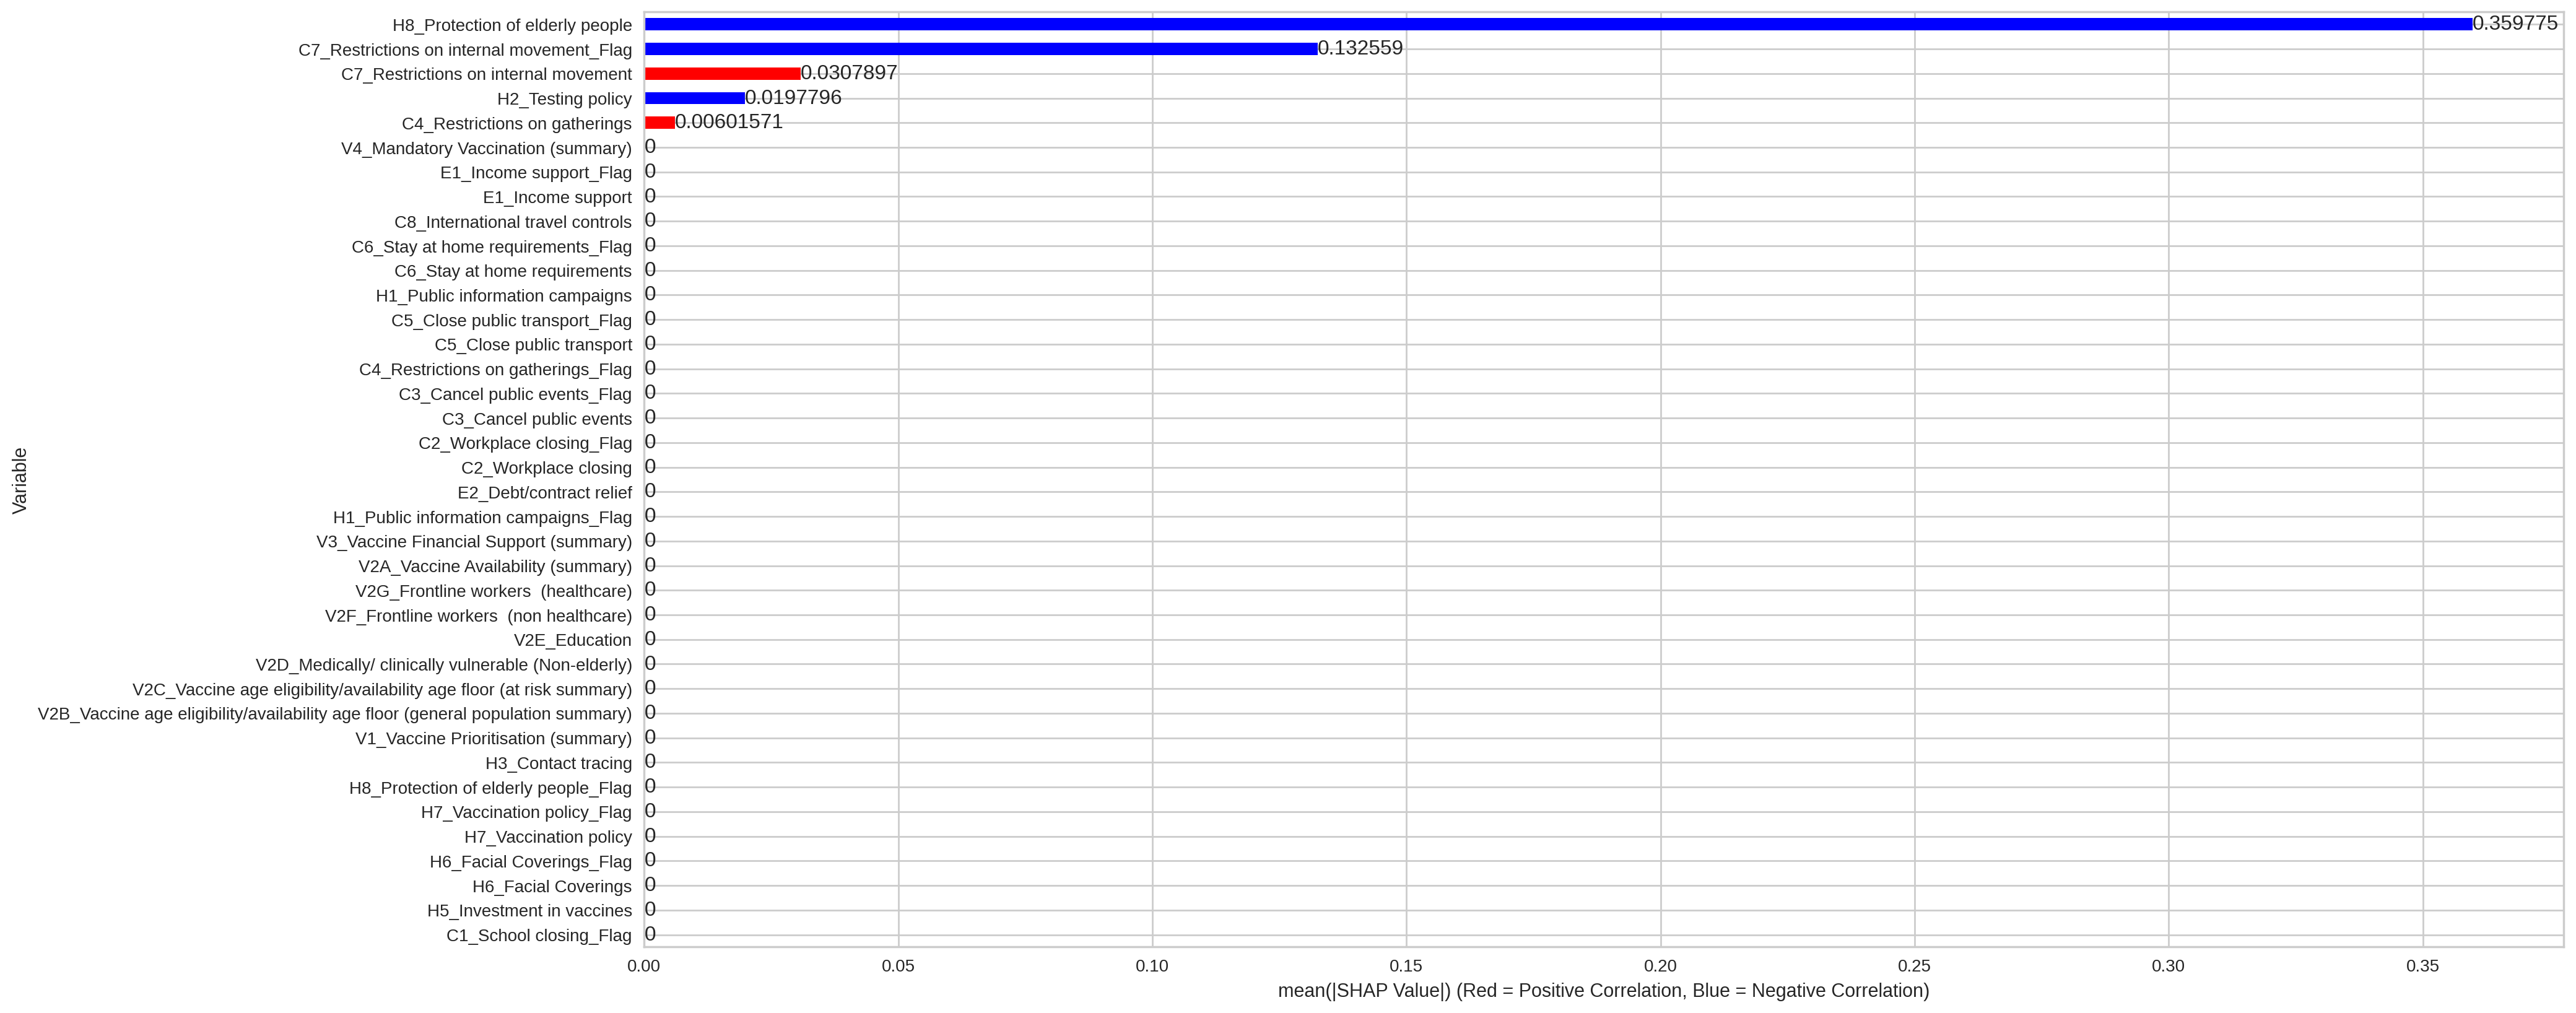 H8_Protection of elderly people 0.359775
C7_Restrictions on internal movement_Flag 0.132559
C7_Restrictions on internal movement 0.0307897
H2_Testing policy 0.0197796
C4_Restrictions on gatherings 0.00601571
V4_Mandatory Vaccination (summary) 0
E1_Income support_Flag 0
E1_Income support 0
C8_International travel controls 0
C6_Stay at home requirements_Flag 0
C6_Stay at home requirements 0
H1_Public information campaigns 0
C5_Close public transport_Flag 0
C5_Close public transport 0
C4_Restrictions on gatherings_Flag 0
C3_Cancel public events_Flag 0
C3_Cancel public events 0
C2_Workplace closing_Flag 0
C2_Workplace closing 0
E2_Debt/contract relief 0
H1_Public information campaigns_Flag 0
V3_Vaccine Financial Support (summary) 0
V2A_Vaccine Availability (summary) 0
V2G_Frontline workers  (healthcare) 0
V2F_Frontline workers  (non healthcare) 0
V2E_Education 0
V2D_Medically/ clinically vulnerable (Non-elderly) 0
V2C_Vaccine age eligibility/availability age floor (at risk summary) 0
V2B_Vaccine age eligibility/availability age floor (general population summary) 0
V1_Vaccine Prioritisation (summary) 0
H3_Contact tracing 0
H8_Protection of elderly people_Flag 0
H7_Vaccination policy_Flag 0
H7_Vaccination policy 0
H6_Facial Coverings_Flag 0
H6_Facial Coverings 0
H5_Investment in vaccines 0
C1_School closing_Flag 0
Variable
0.00 0.05 0.10 0.15 0.20 0.25 0.30 0.35
mean(|SHAP Value|) (Red = Positive Correlation, Blue = Negative Correlation)